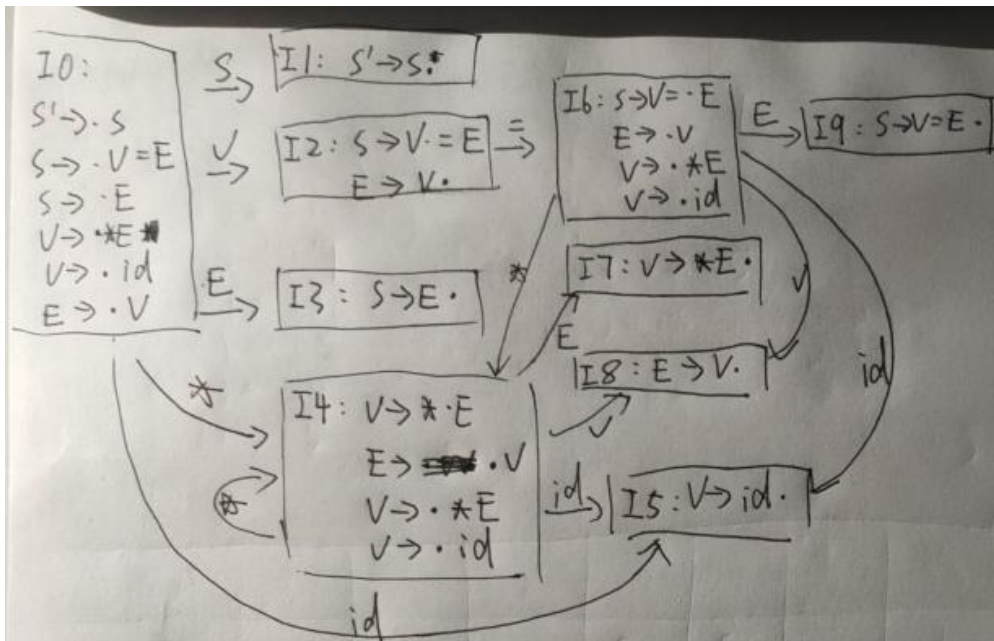 I0:
S'→·S
S→·V=E
S→·E
V→·*E
V→·id
E→·V
S
I1: S'→S·
V
I2: S→V·=E
E→V·
=
I6: S→V=·E
E→·V
V→·*E
V→·id
E
I9: S→V=E·
E
I3: S→E·
*
I7: V→*E·
E
V
I8: E→V·
id
*
I4: V→*·E
E→·V
V→·*E
V→·id
*
V
id
I5: V→id·
id